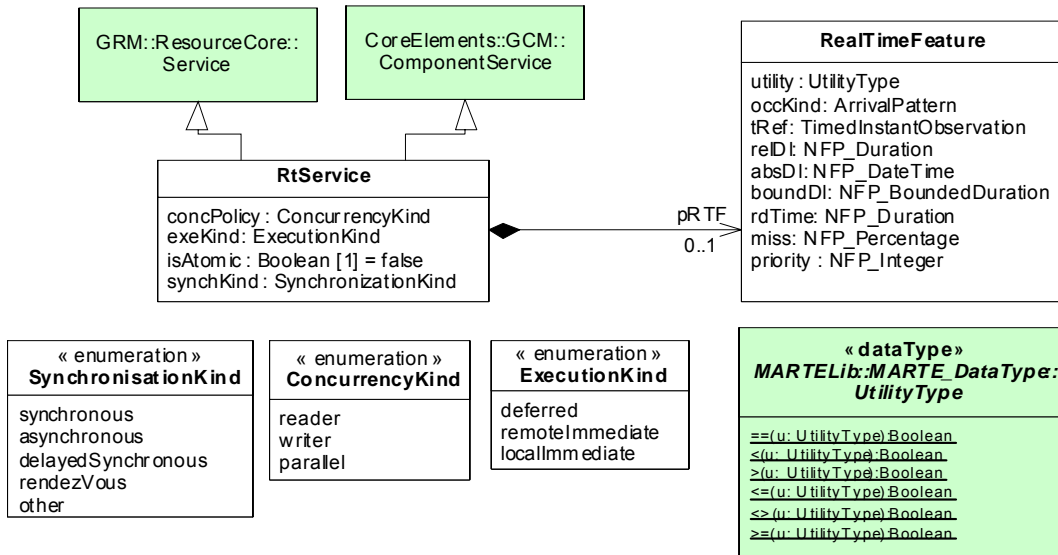 GRM::ResourceCore::
Service
CoreElements::GCM::
ComponentService
RealTimeFeature
utility : UtilityType
occKind: ArrivalPattern
tRef: TimedInstantObservation
relDl: NFP_Duration
absDl: NFP_DateTime
boundDl: NFP_BoundedDuration
rdTime: NFP_Duration
miss: NFP_Percentage
priority : NFP_Integer
RtService
concPolicy : ConcurrencyKind
exeKind: ExecutionKind
isAtomic : Boolean [1] = false
synchKind : SynchronizationKind
pRTF
0..1
« enumeration »
SynchronisationKind
synchronous
asynchronous
delayedSynchronous
rendezVous
other
« enumeration »
ConcurrencyKind
reader
writer
parallel
« enumeration »
ExecutionKind
deferred
remoteImmediate
localImmediate
« dataType»
MARTELib::MARTE_DataType::
UtilityType
==(u: UtilityType):Boolean
<(u: UtilityType):Boolean
>(u: UtilityType):Boolean
<=(u: UtilityType):Boolean
<>(u: UtilityType):Boolean
>=(u: UtilityType):Boolean